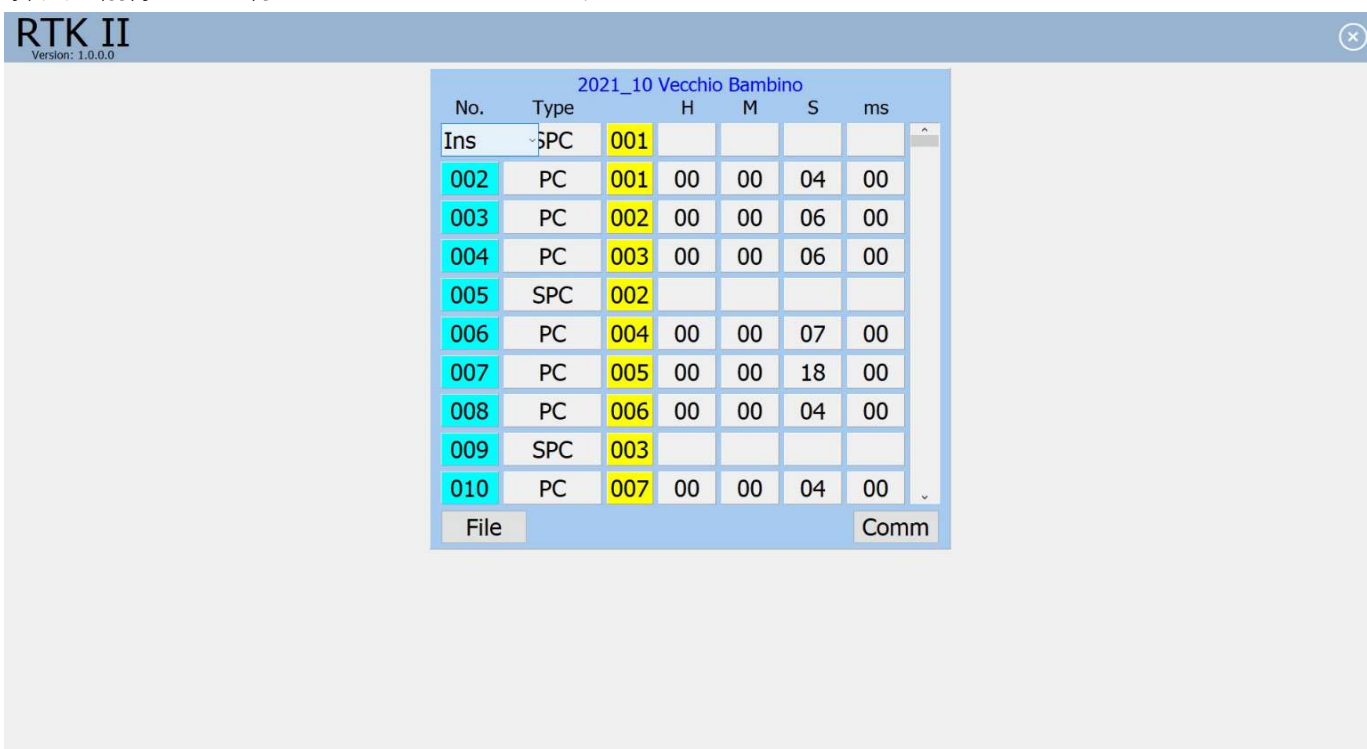 RTK II
Version: 1.0.0.0
2021_10 Vecchio Bambino
No. Type H M S ms
Ins SPC 001
002 PC 001 00 00 04 00
003 PC 002 00 00 06 00
004 PC 003 00 00 06 00
005 SPC 002
006 PC 004 00 00 07 00
007 PC 005 00 00 18 00
008 PC 006 00 00 04 00
009 SPC 003
010 PC 007 00 00 04 00
File Comm